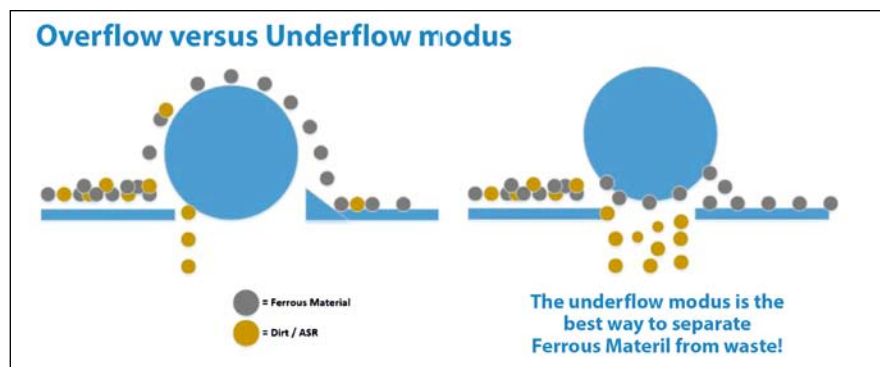 Overflow versus Underflow modus
= Ferrous Material
= Dirt / ASR
The underflow modus is the
best way to separate
Ferrous Materil from waste!